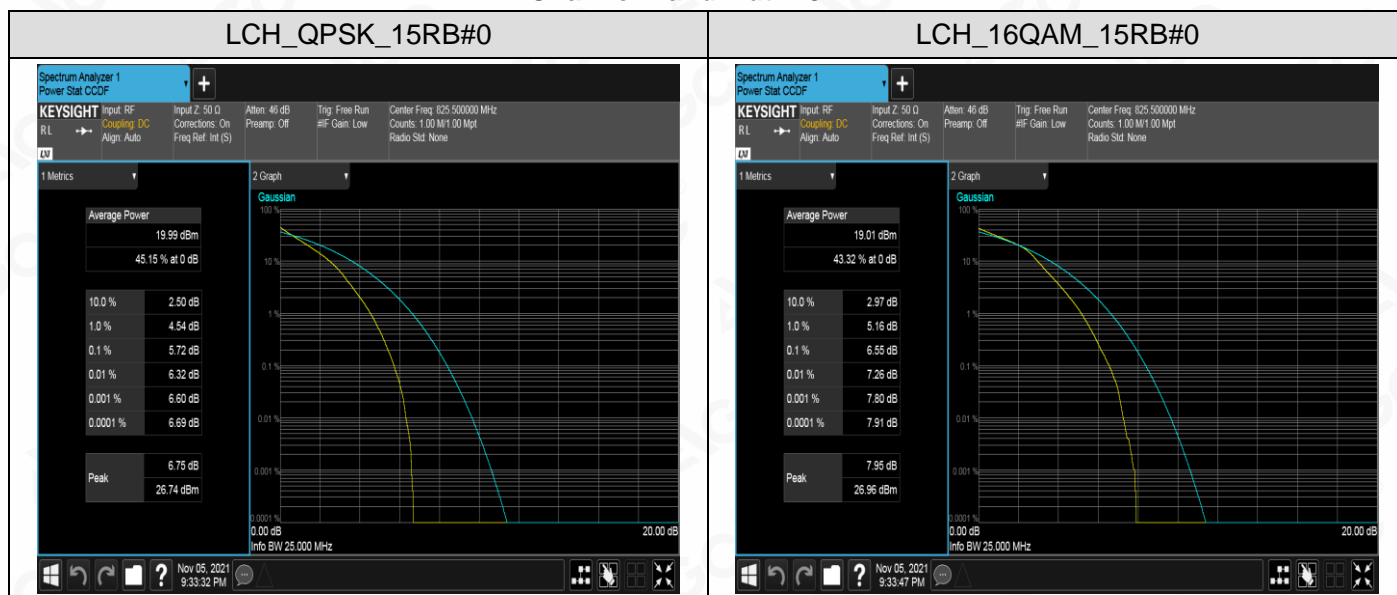 LCH_QPSK_15RB#0
LCH_16QAM_15RB#0
Spectrum Analyzer 1
Power Stat CCDF
+
KEYSIGHT
RL
LXI
Input: RF
Coupling: DC
Align: Auto
Input Z: 50 Ω
Corrections: On
Freq Ref: Int (S)
Atten: 46 dB
Preamp: Off
Trig: Free Run
#IF Gain: Low
Center Freq: 825.500000 MHz
Counts: 1.00 M/1.00 Mpt
Radio Std: None
1 Metrics
Average Power
19.99 dBm
45.15 % at 0 dB
10.0 % 2.50 dB
1.0 % 4.54 dB
0.1 % 5.72 dB
0.01 % 6.32 dB
0.001 % 6.60 dB
0.0001 % 6.69 dB
Peak
6.75 dB
26.74 dBm
2 Graph
Gaussian
100 %
10 %
1 %
0.1 %
0.01 %
0.001 %
0.0001 %
0.00 dB
20.00 dB
Info BW 25.000 MHz
?
Nov 05, 2021
9:33:32 PM
Spectrum Analyzer 1
Power Stat CCDF
+
KEYSIGHT
RL
LXI
Input: RF
Coupling: DC
Align: Auto
Input Z: 50 Ω
Corrections: On
Freq Ref: Int (S)
Atten: 46 dB
Preamp: Off
Trig: Free Run
#IF Gain: Low
Center Freq: 825.500000 MHz
Counts: 1.00 M/1.00 Mpt
Radio Std: None
1 Metrics
Average Power
19.01 dBm
43.32 % at 0 dB
10.0 % 2.97 dB
1.0 % 5.16 dB
0.1 % 6.55 dB
0.01 % 7.26 dB
0.001 % 7.80 dB
0.0001 % 7.91 dB
Peak
7.95 dB
26.96 dBm
2 Graph
Gaussian
100 %
10 %
1 %
0.1 %
0.01 %
0.001 %
0.0001 %
0.00 dB
20.00 dB
Info BW 25.000 MHz
?
Nov 05, 2021
9:33:47 PM